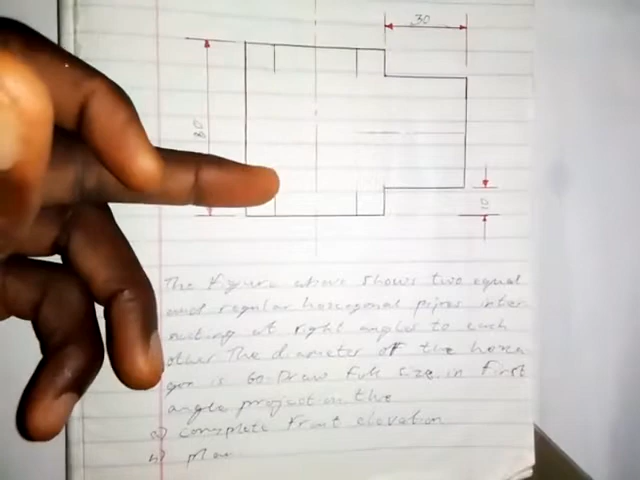 30
80
10
The figure above shows two equal
and regular hexagonal pipes inter
secting at right angles to each
other. The diameter of the hexa
gon is 60. Draw full size in first
angle projection the
a) complete front elevation
b) plan